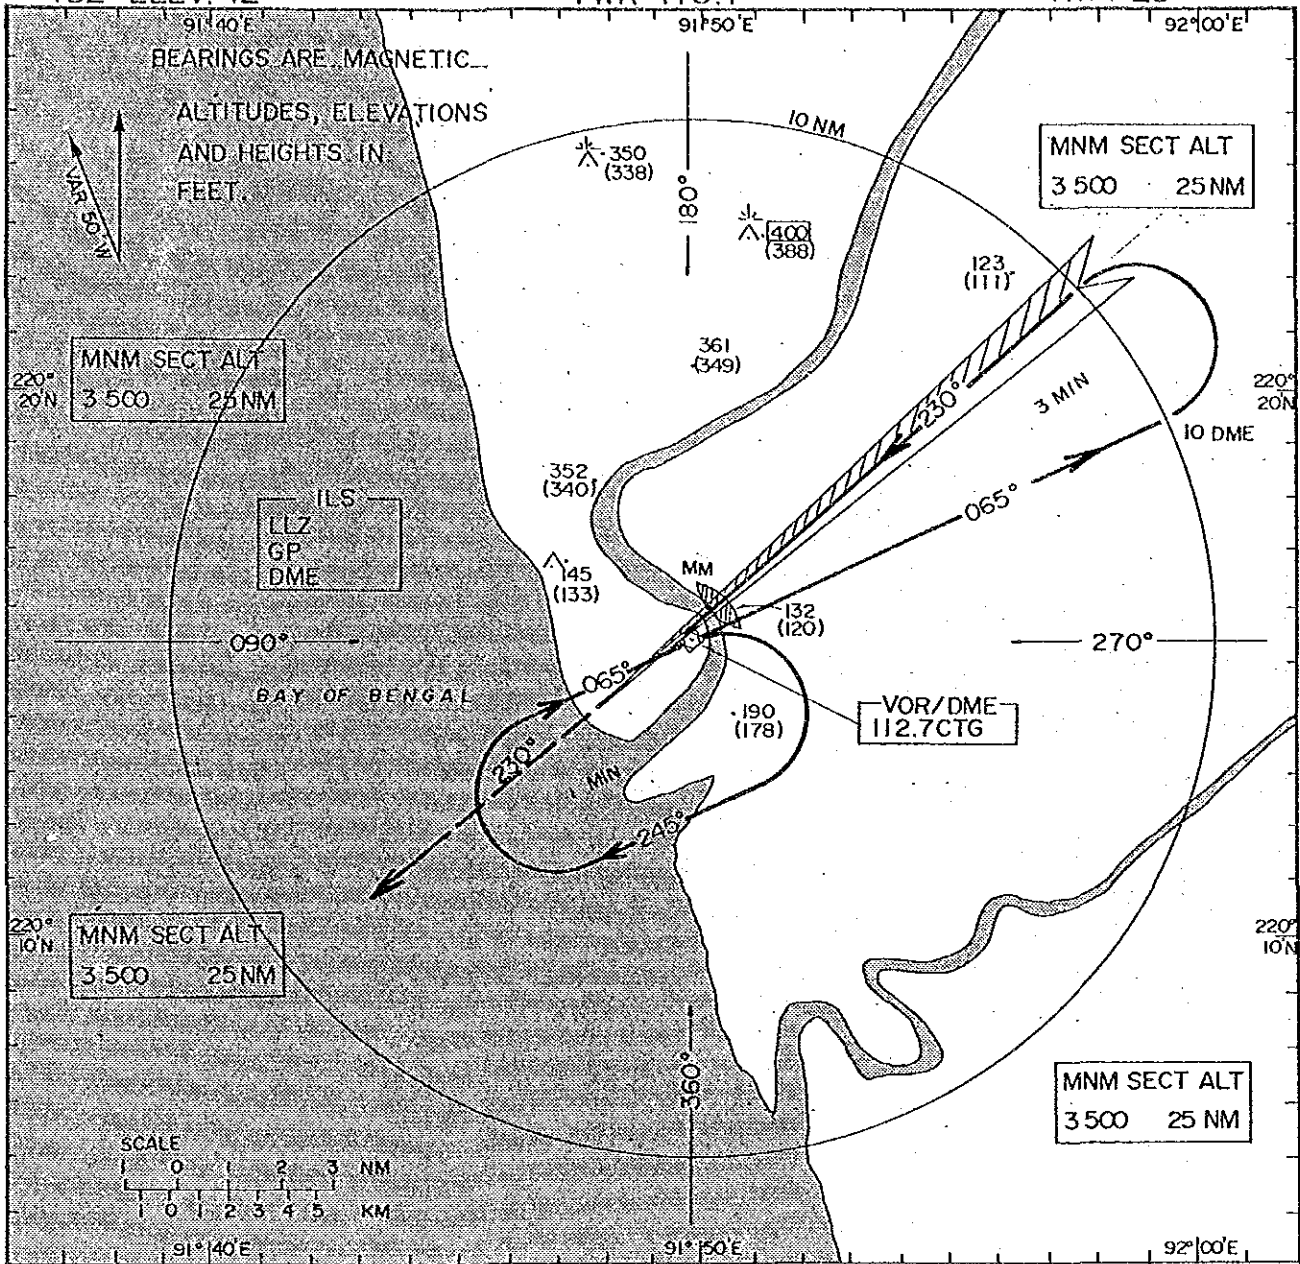 91°40'E
91°50'E
92°00'E
BEARINGS ARE MAGNETIC
ALTITUDES, ELEVATIONS
AND HEIGHTS IN
FEET.
VAR 50 W
10 NM
MNM SECT ALT
3 500 25 NM
350
(338)
180°
400
(388)
123
(111)
361
(349)
MNM SECT ALT
3 500 25 NM
220°
20'N
220°
20'N
230°
3 MIN
10 DME
065°
352
(340)
ILS
LLZ
GP
DME
145
(133)
MM
132
(120)
090°
270°
065°
BAY OF BENGAL
190
(178)
VOR/DME
112.7 CTG
230°
1 MIN
245°
220°
10'N
MNM SECT ALT
3 500 25 NM
220°
10'N
360°
MNM SECT ALT
3 500 25 NM
SCALE
1 0 1 2 3 NM
1 0 1 2 3 4 5 KM
91°40'E
91°50'E
92°00'E